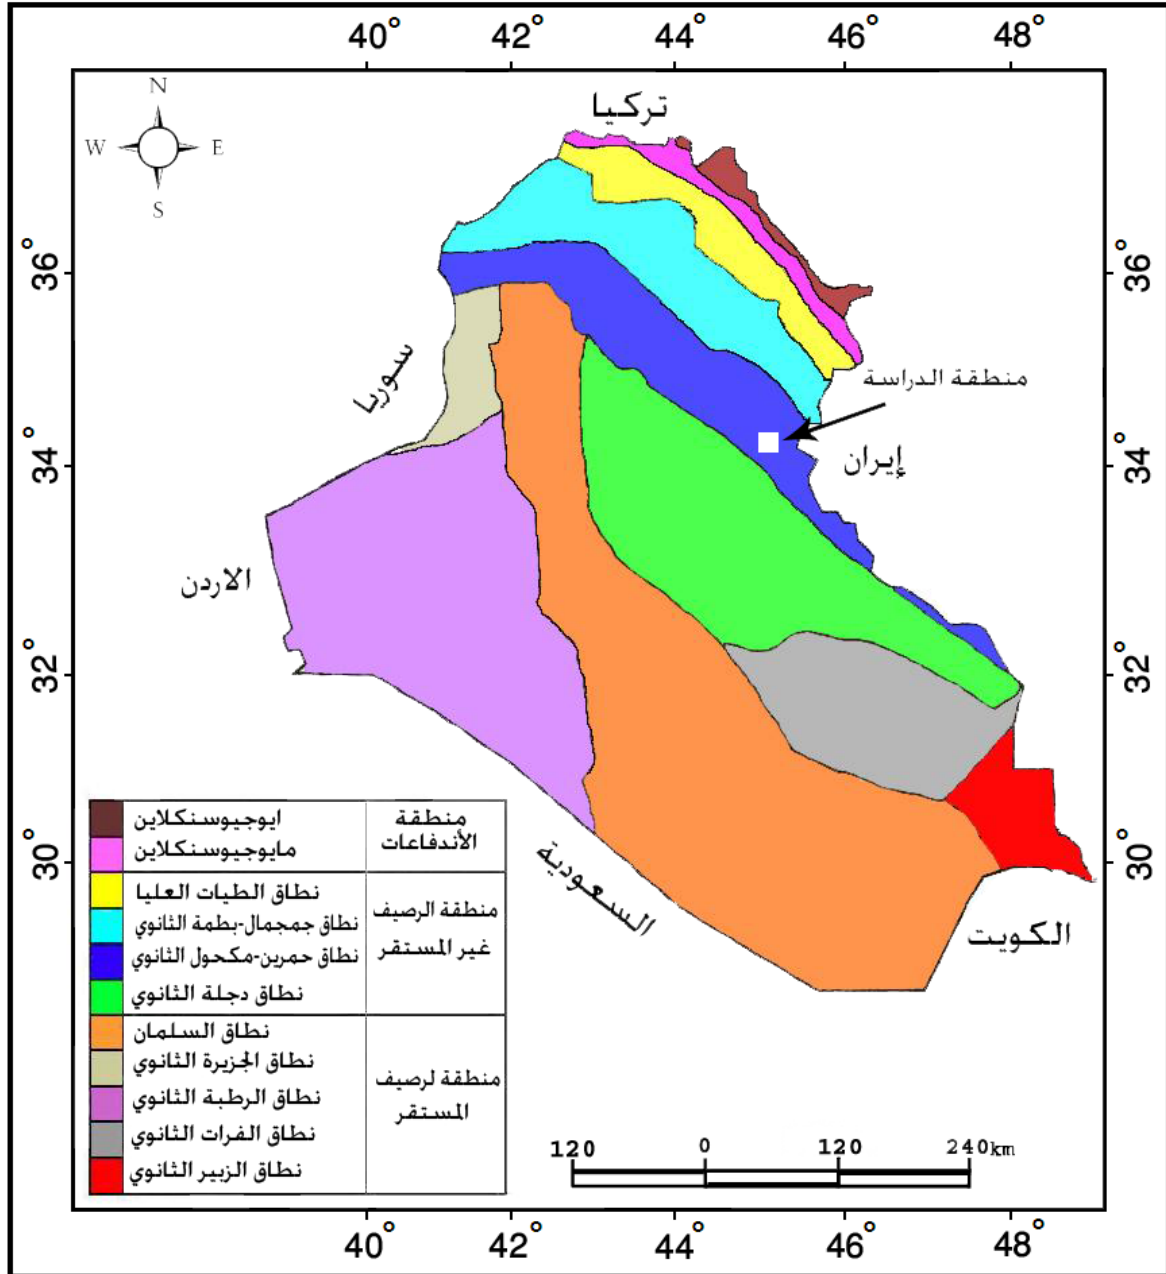 40° 42° 44° 46° 48°
N
W E
S
تركيا
36° 36°
سوريا
منطقة الدراسة
34° 34°
إيران
الاردن
32° 32°
30° 30°
السعودية
الكويت
ايوجيوسنكلاين
مايوجيوسنكلاين
منطقة
الأندفاعات
نطاق الطيات العليا
نطاق جمجمال-بطمة الثانوي
نطاق حمرين-مكحول الثانوي
نطاق دجلة الثانوي
منطقة الرصيف
غير المستقر
نطاق السلمان
نطاق الجزيرة الثانوي
نطاق الرطبة الثانوي
نطاق الفرات الثانوي
نطاق الزبير الثانوي
منطقة لرصيف
المستقر
120 0 120 240km
40° 42° 44° 46° 48°